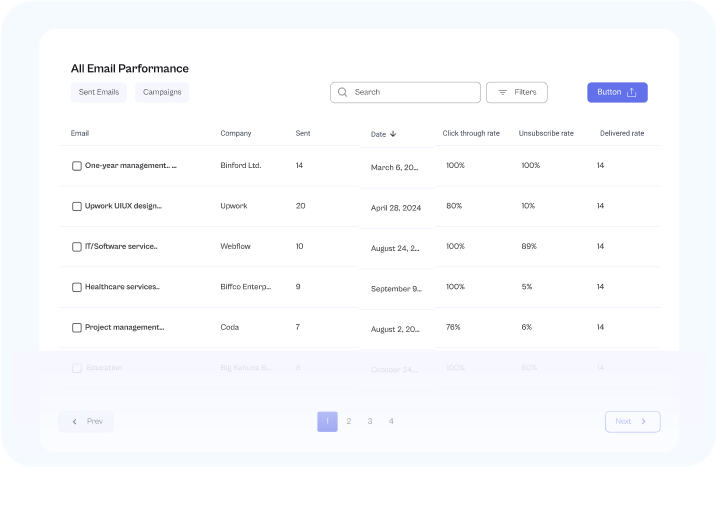 All Email Parformance
Sent Emails Campaigns Search Filters Button
Email Company Sent Date Click through rate Unsubscribe rate Delivered rate
One-year management.. ... Binford Ltd. 14 March 6, 20... 100% 100% 14
Upwork UIUX design... Upwork 20 April 28, 2024 80% 10% 14
IT/Software service.. Webflow 10 August 24, 2... 100% 89% 14
Healthcare services.. Biffco Enterp... 9 September 9... 100% 5% 14
Project management... Coda 7 August 2, 20... 76% 6% 14
Education Big Kahuna B... 8 October 24,... 100% 60% 14
Prev 1 2 3 4 Next